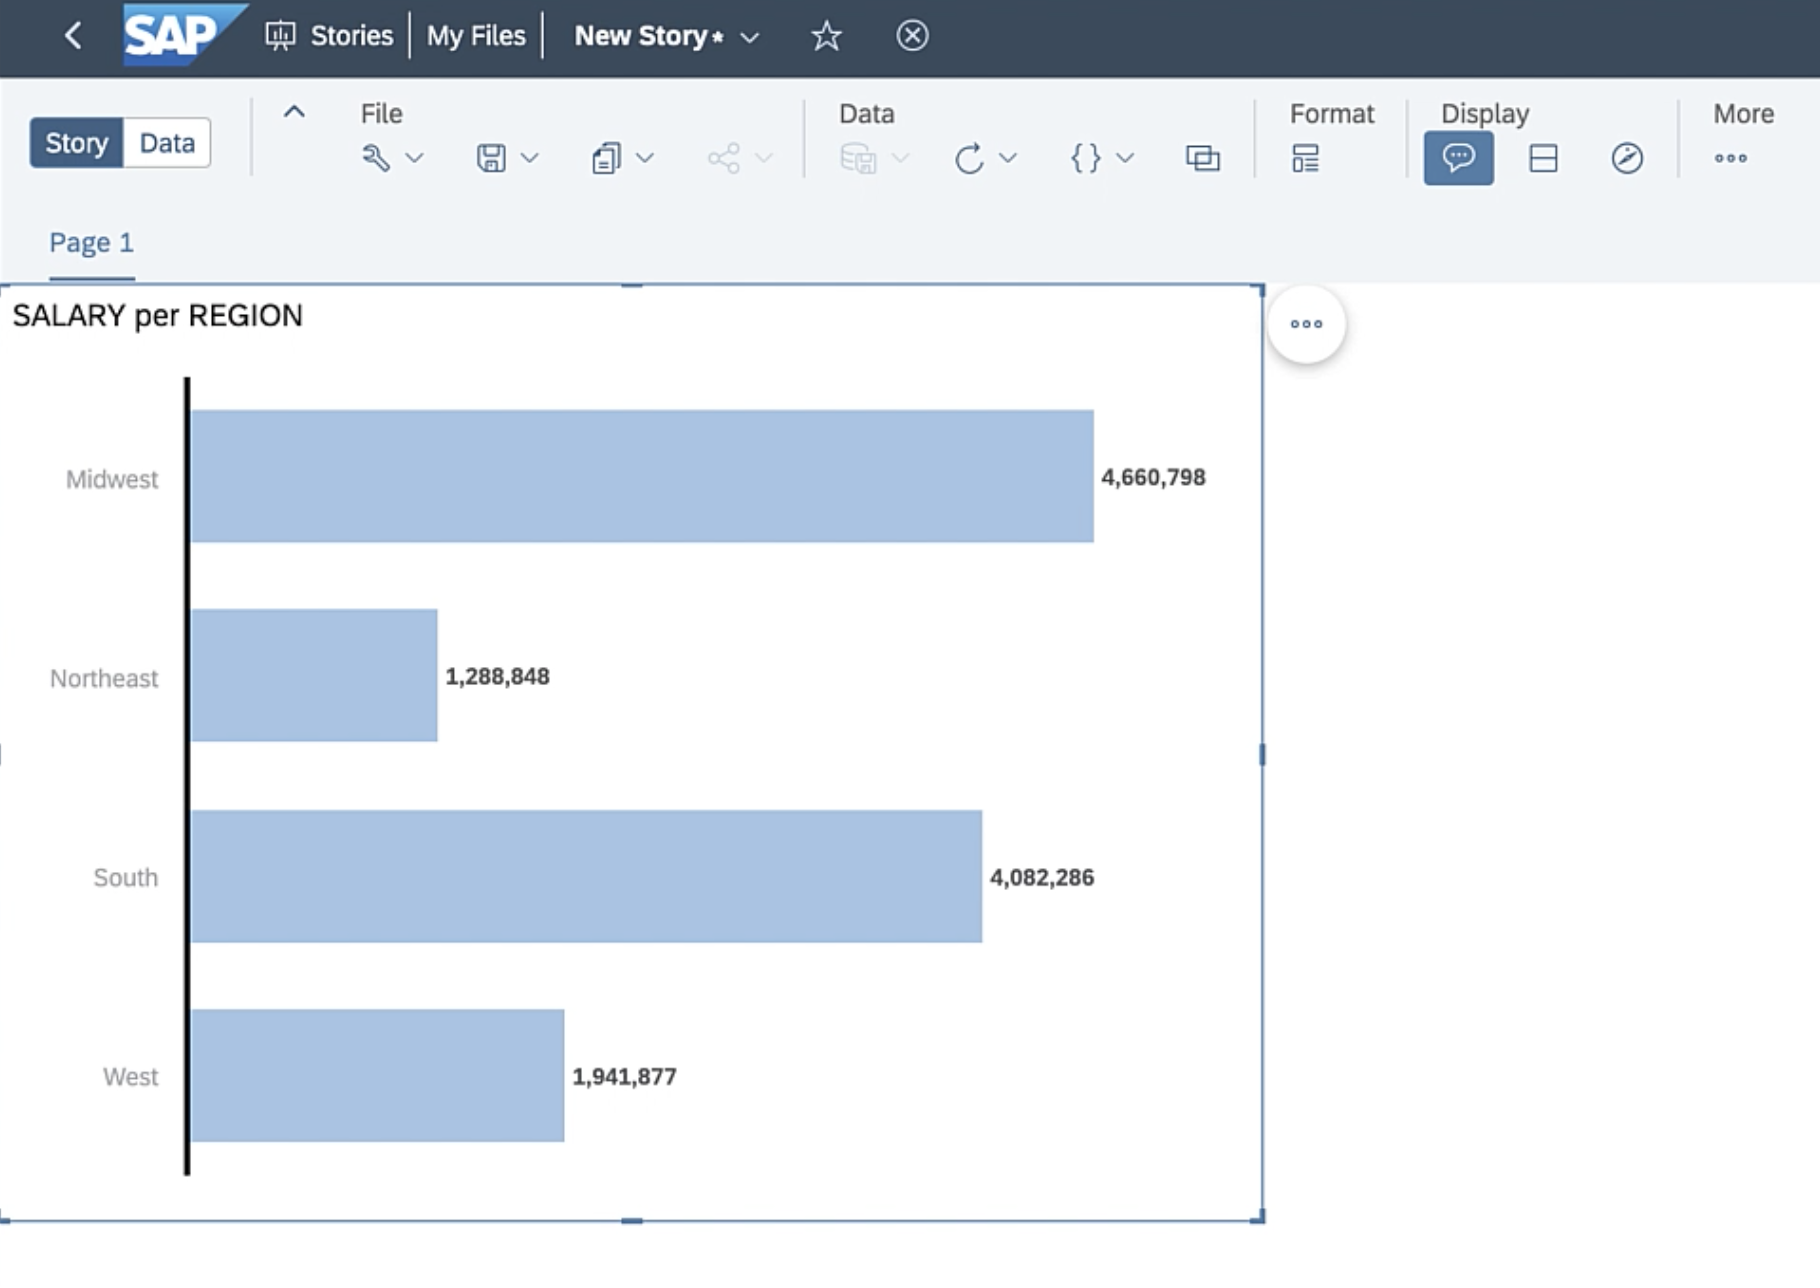 SAP Stories My Files New Story*
File Data Format Display More
Story Data
Page 1
SALARY per REGION
Midwest 4,660,798
Northeast 1,288,848
South 4,082,286
West 1,941,877